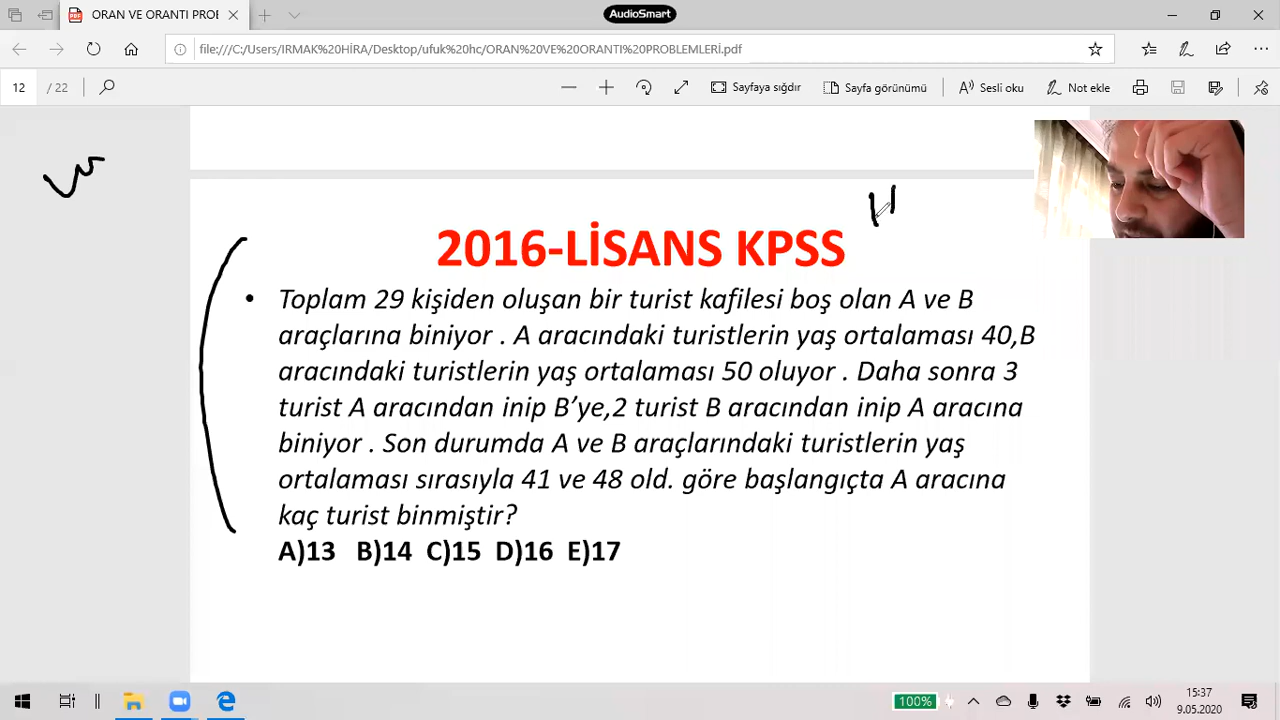 ORAN VE ORANTI PROBL
AudioSmart
file:///C:/Users/IRMAK%20HİRA/Desktop/ufuk%20hc/ORAN%20VE%20ORANTI%20PROBLEMLERİ.pdf
12 / 22
Sayfaya sığdır
Sayfa görünümü
Sesli oku
Not ekle
2016-LİSANS KPSS
• Toplam 29 kişiden oluşan bir turist kafilesi boş olan A ve B
araçlarına biniyor . A aracındaki turistlerin yaş ortalaması 40,B
aracındaki turistlerin yaş ortalaması 50 oluyor . Daha sonra 3
turist A aracından inip B’ye,2 turist B aracından inip A aracına
biniyor . Son durumda A ve B araçlarındaki turistlerin yaş
ortalaması sırasıyla 41 ve 48 old. göre başlangıçta A aracına
kaç turist binmiştir?
A)13 B)14 C)15 D)16 E)17
100%
15:37
9.05.2020